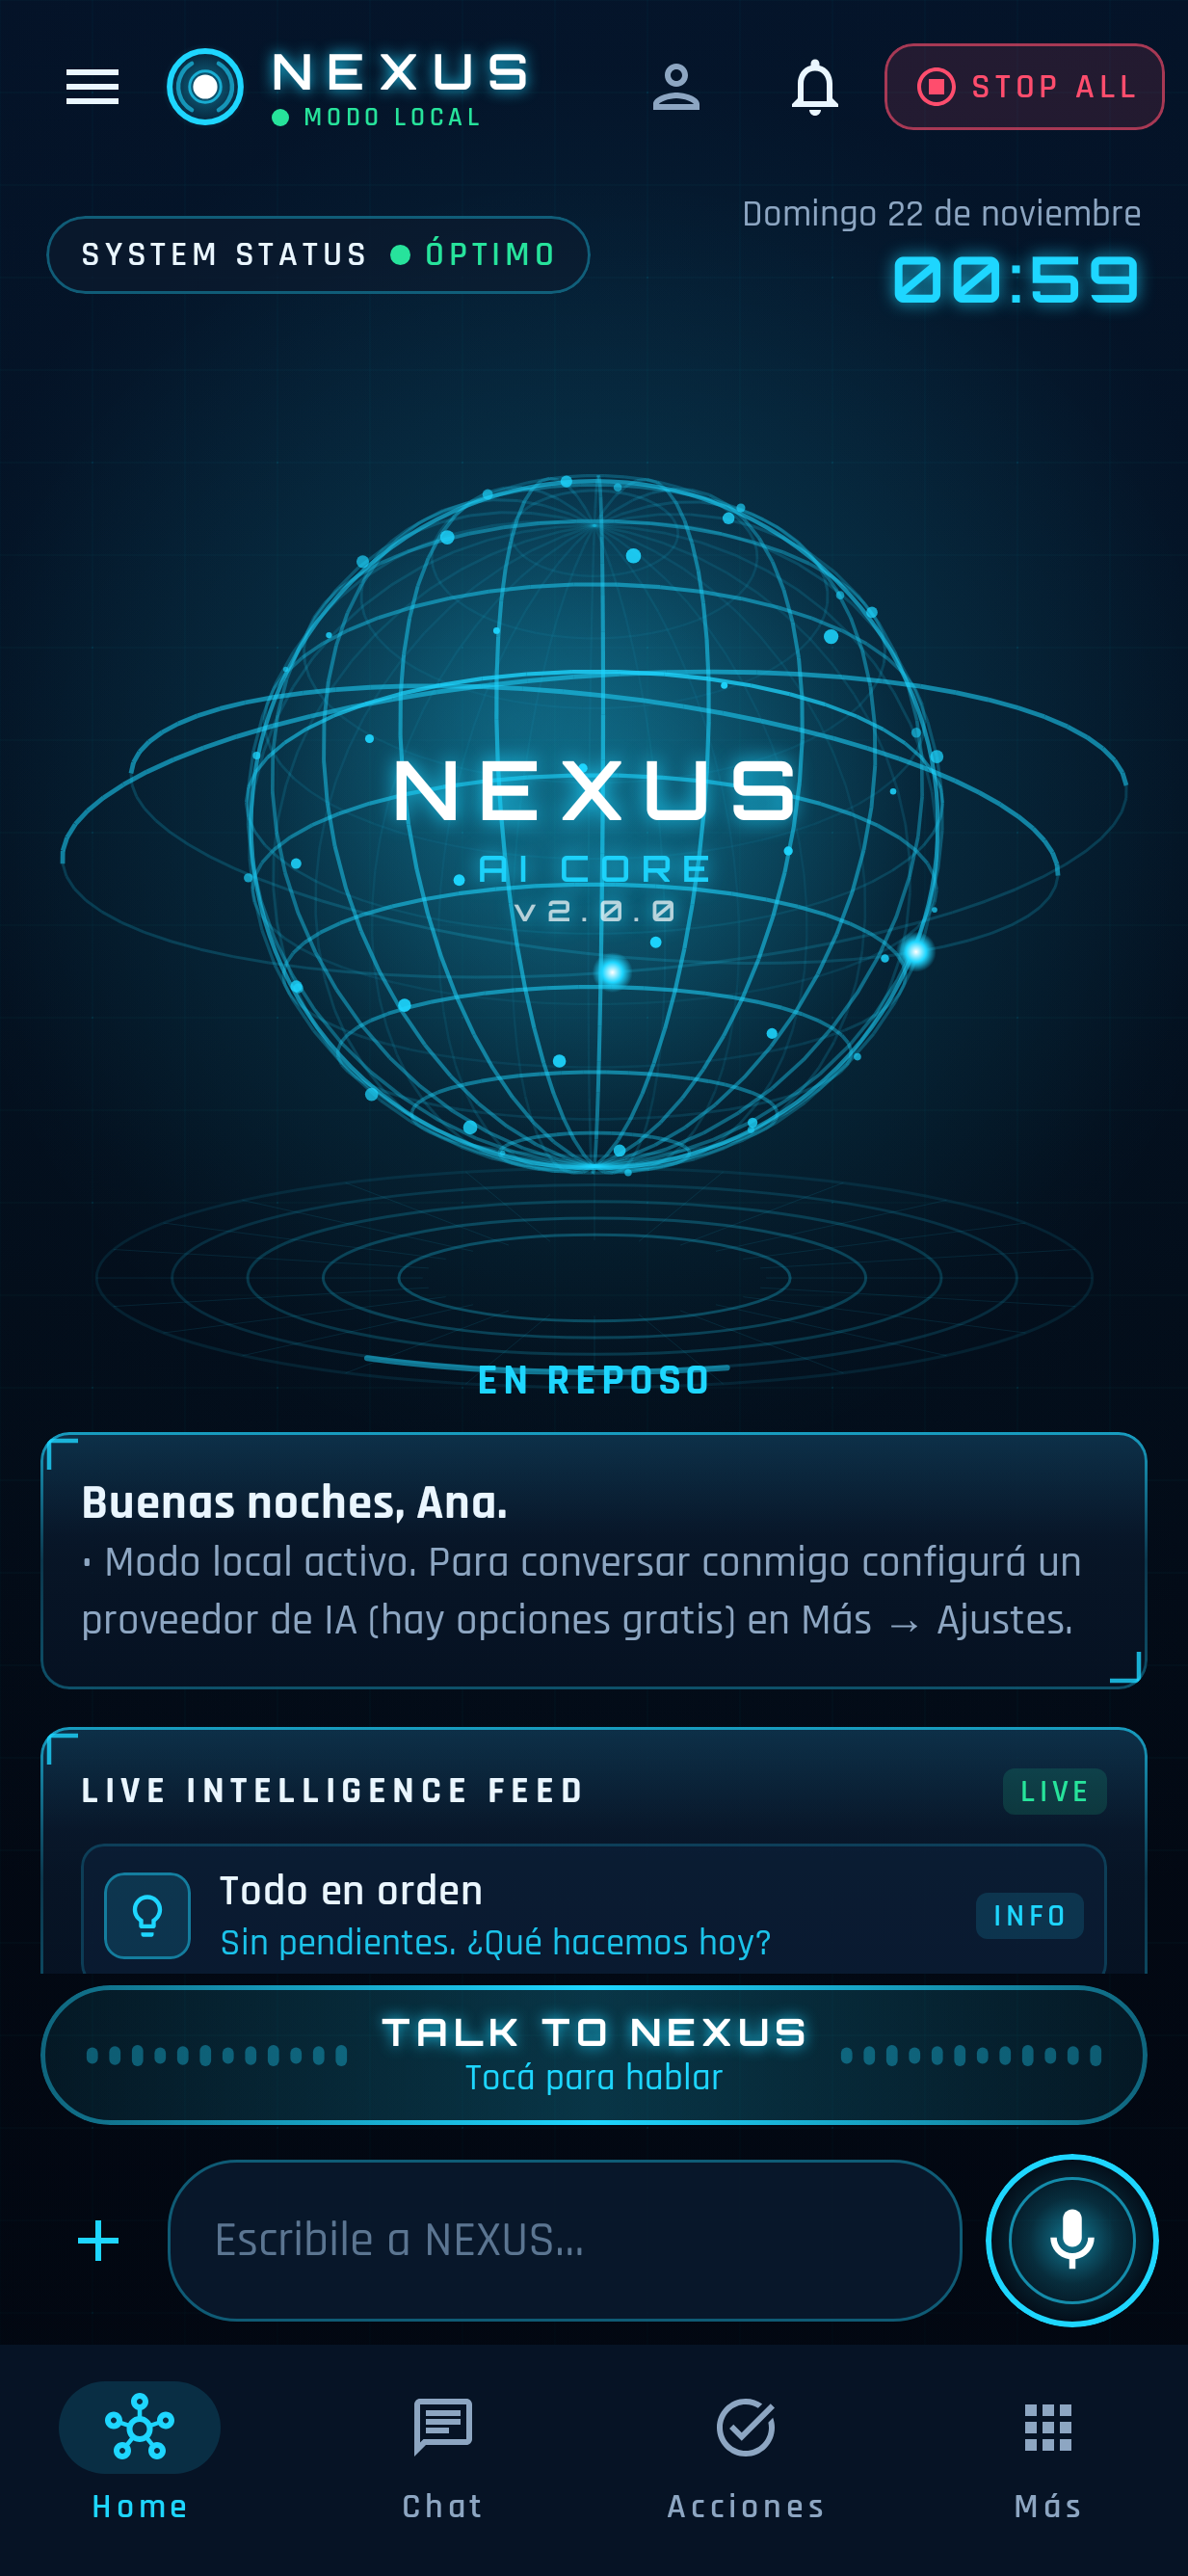 NEXUS
MODO LOCAL
STOP ALL
SYSTEM STATUS ÓPTIMO
Domingo 22 de noviembre
00:59
NEXUS
AI CORE
v2.0.0
EN REPOSO
Buenas noches, Ana.
· Modo local activo. Para conversar conmigo configurá un
proveedor de IA (hay opciones gratis) en Más → Ajustes.
LIVE INTELLIGENCE FEED
LIVE
Todo en orden
Sin pendientes. ¿Qué hacemos hoy?
INFO
TALK TO NEXUS
Tocá para hablar
Escribile a NEXUS...
Home
Chat
Acciones
Más